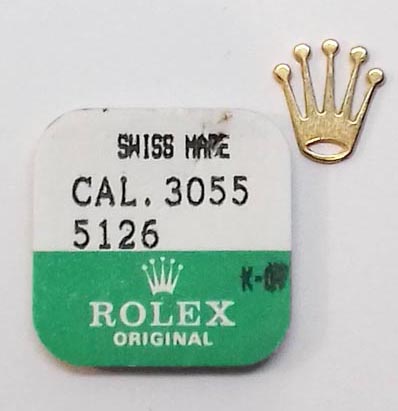 SWISS MADE
CAL. 3055
5126
ROLEX
ORIGINAL